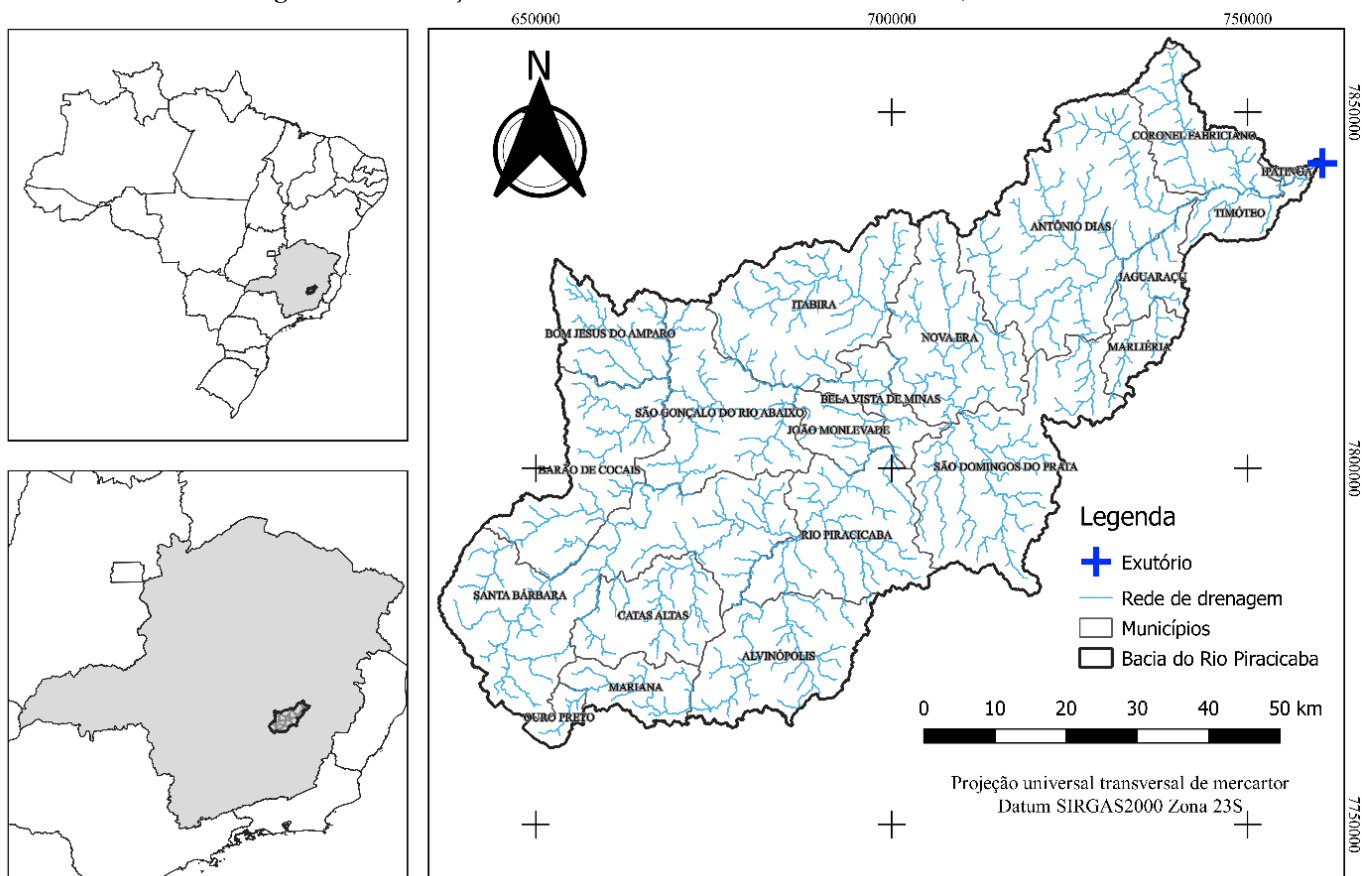 650000
700000
750000
N
7850000
CORONEL FABRICIANO
IPATINGA
TIMÓTEO
ANTÔNIO DIAS
JAGUARAÇU
ITABIRA
BOM JESUS DO AMPARO
NOVA ERA
MARLIÉRIA
BELA VISTA DE MINAS
SÃO GONÇALO DO RIO ABAIXO
JOÃO MONLEVADE
BARÃO DE COCAIS
SÃO DOMINGOS DO PRATA
7800000
Legenda
RIO PIRACICABA
Exutório
SANTA BÁRBARA
Rede de drenagem
CATAS ALTAS
Municípios
ALVINÓPOLIS
Bacia do Rio Piracicaba
MARIANA
OURO PRETO
0 10 20 30 40 50 km
Projeção universal transversal de mercartor
Datum SIRGAS2000 Zona 23S
7750000